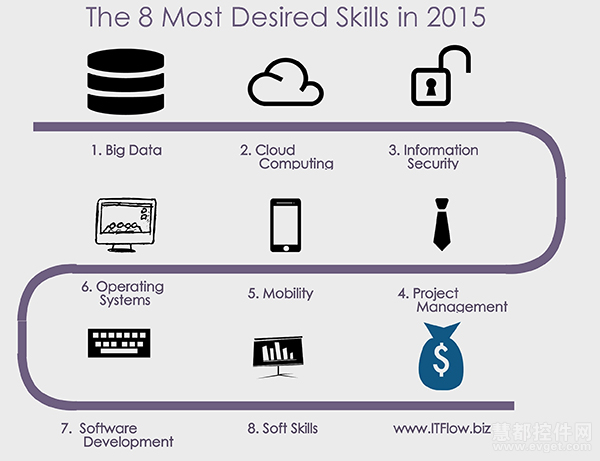 The 8 Most Desired Skills in 2015
1. Big Data
2. Cloud
Computing
3. Information
Security
6. Operating
Systems
5. Mobility
4. Project
Management
$
7. Software
Development
8. Soft Skills
www.ITFlow.biz
慧都控件网
www.evget.com